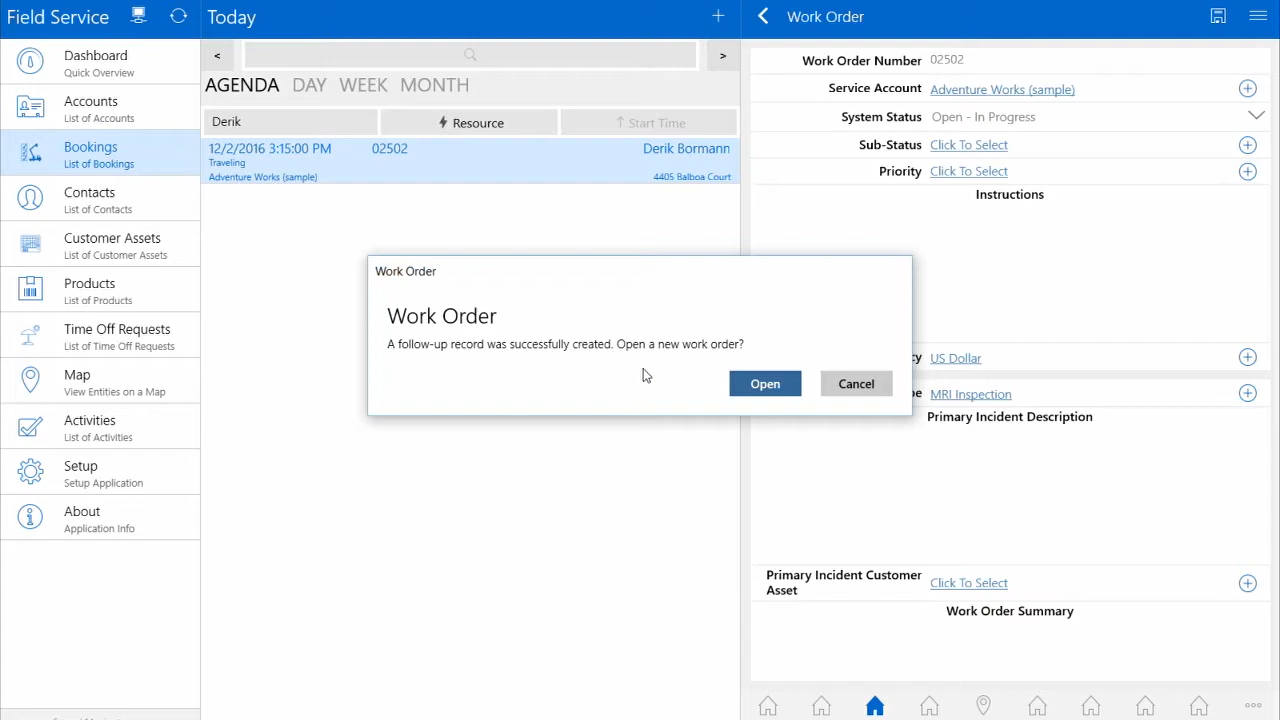 Field Service
Dashboard
Quick Overview
Accounts
List of Accounts
Bookings
List of Bookings
Contacts
List of Contacts
Customer Assets
List of Customer Assets
Products
List of Products
Time Off Requests
List of Time Off Requests
Map
View Entities on a Map
Activities
List of Activities
Setup
Setup Application
About
Application Info
Today
+
< >
AGENDA DAY WEEK MONTH
Derik Resource ↑ Start Time
12/2/2016 3:15:00 PM 02502 Derik Bormann
Traveling
Adventure Works (sample) 4405 Balboa Court
Work Order
Work Order Number 02502
Service Account Adventure Works (sample)
System Status Open - In Progress
Sub-Status Click To Select
Priority Click To Select
Instructions
cy US Dollar
pe MRI Inspection
Primary Incident Description
Primary Incident Customer
Asset Click To Select
Work Order Summary
Work Order
Work Order
A follow-up record was successfully created. Open a new work order?
Open Cancel